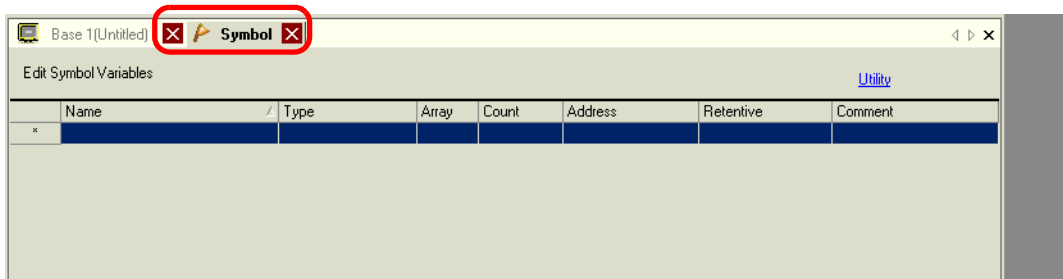 Base 1(Untitled) Symbol
Edit Symbol Variables
Utility
Name Type Array Count Address Retentive Comment
*